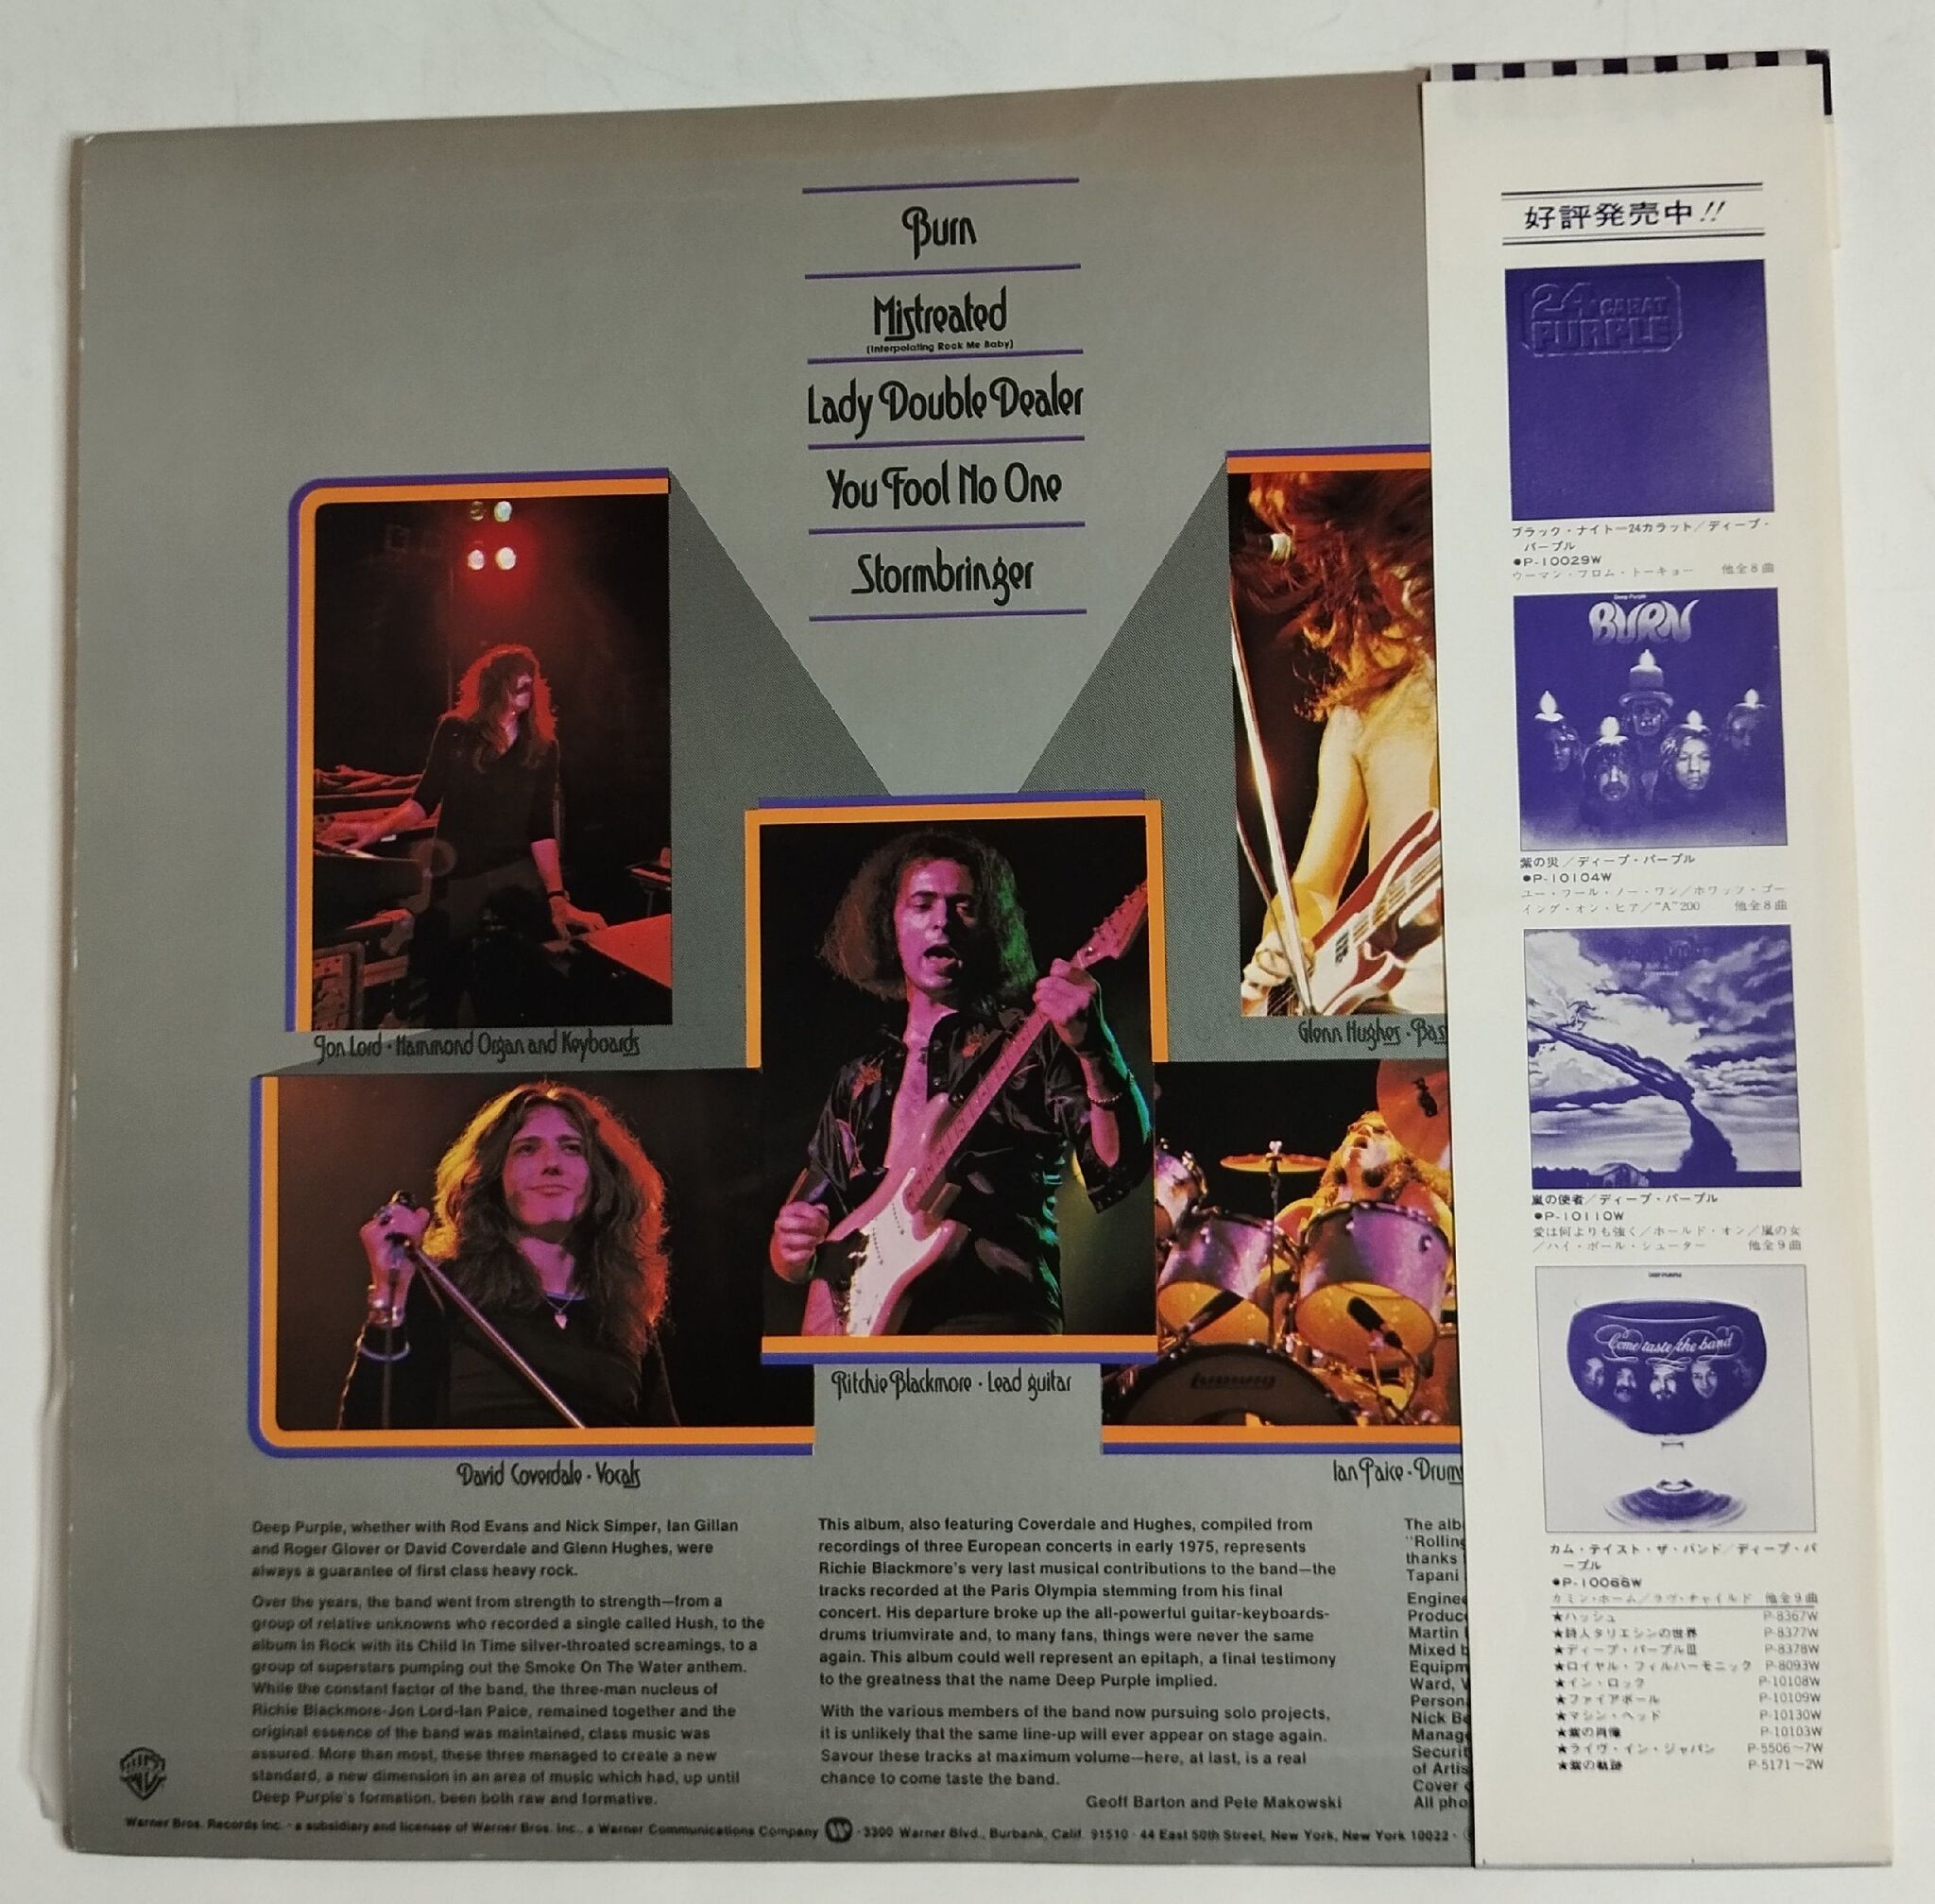 Burn
Mistreated
(Interpolating Rock Me Baby)
Lady Double Dealer
You Fool No One
Stormbringer
Jon Lord · Hammond Organ and Keyboards
Glenn Hughes · Bas
Ritchie Blackmore · Lead guitar
David Coverdale · Vocals
Ian Paice · Drum
Ludwig
Deep Purple, whether with Rod Evans and Nick Simper, Ian Gillan
and Roger Glover or David Coverdale and Glenn Hughes, were
always a guarantee of first class heavy rock.
Over the years, the band went from strength to strength—from a
group of relative unknowns who recorded a single called Hush, to the
album In Rock with its Child In Time silver-throated screamings, to a
group of superstars pumping out the Smoke On The Water anthem.
While the constant factor of the band, the three-man nucleus of
Richie Blackmore-Jon Lord-Ian Paice, remained together and the
original essence of the band was maintained, class music was
assured. More than most, these three managed to create a new
standard, a new dimension in an area of music which had, up until
Deep Purple's formation, been both raw and formative.
This album, also featuring Coverdale and Hughes, compiled from
recordings of three European concerts in early 1975, represents
Richie Blackmore's very last musical contributions to the band—the
tracks recorded at the Paris Olympia stemming from his final
concert. His departure broke up the all-powerful guitar-keyboards-
drums triumvirate and, to many fans, things were never the same
again. This album could well represent an epitaph, a final testimony
to the greatness that the name Deep Purple implied.
With the various members of the band now pursuing solo projects,
it is unlikely that the same line-up will ever appear on stage again.
Savour these tracks at maximum volume—here, at last, is a real
chance to come taste the band.
Geoff Barton and Pete Makowski
The alb
"Rolling
thanks
Tapani
Enginee
Produc
Martin
Mixed b
Equipm
Ward, V
Person
Nick Be
Manag
Securit
of Artis
Cover
All pho
Warner Bros. Records Inc. · a subsidiary and licensee of Warner Bros. Inc., a Warner Communications Company · 3300 Warner Blvd., Burbank, Calif. 91510 · 44 East 50th Street, New York, New York 10022 ·
好評発売中!!
24 CARAT
PURPLE
ブラック・ナイト—24カラット/ディープ・
パープル
●P-10029W
ウーマン・フロム・トーキョー 他全8曲
Deep Purple
BURN
紫の炎/ディープ・パープル
●P-10104W
ユー・フール・ノー・ワン/ホワッツ・ゴー
イング・オン・ヒア/"A"200 他全8曲
嵐の使者/ディープ・パープル
●P-10110W
愛は何よりも強く/ホールド・オン/嵐の女
/ハイ・ボール・シューター 他全9曲
DEEP PURPLE
Come taste the band
カム・テイスト・ザ・バンド/ディープ・パ
ープル
●P-10066W
カミン・ホーム/ラヴ・チャイルド 他全9曲
★ハッシュ P-8367W
★詩人タリエシンの世界 P-8377W
★ディープ・パープルIII P-8378W
★ロイヤル・フィルハーモニック P-8093W
★イン・ロック P-10108W
★ファイアボール P-10109W
★マシン・ヘッド P-10130W
★紫の肖像 P-10103W
★ライヴ・イン・ジャパン P-5506〜7W
★紫の軌跡 P-5171〜2W